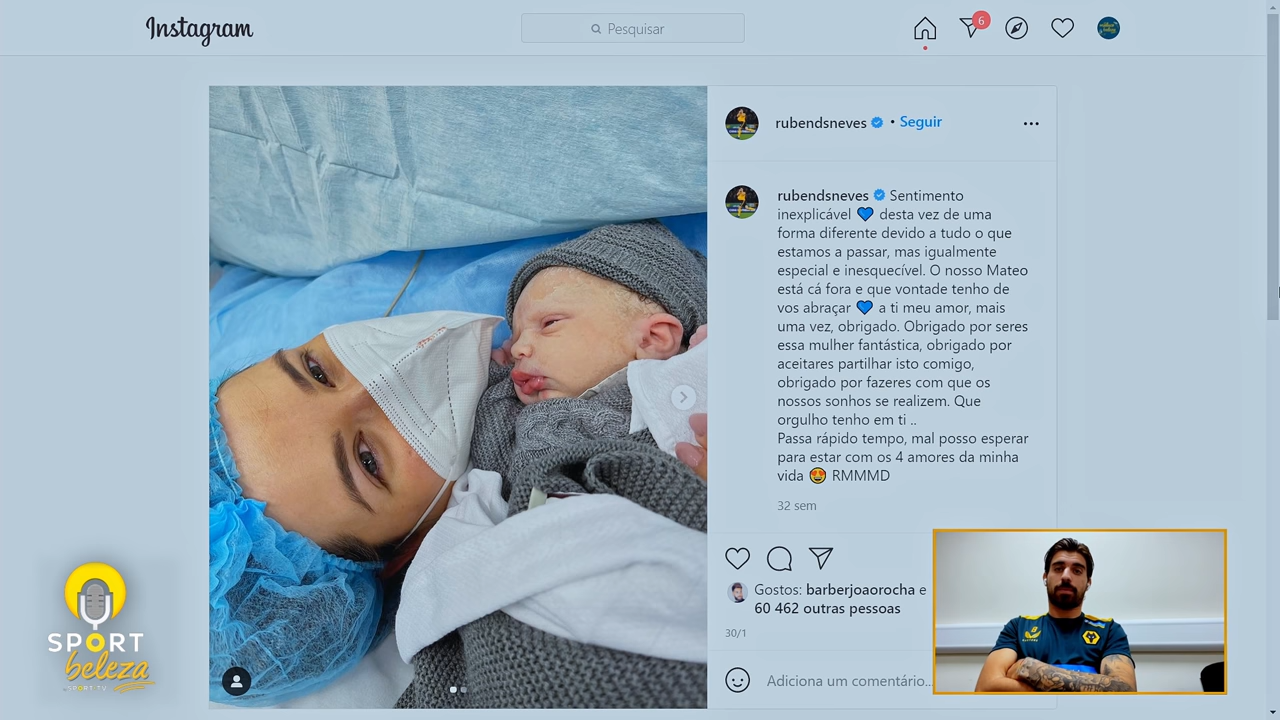 Instagram
Pesquisar
6
rubendsneves • Seguir
rubendsneves Sentimento
inexplicável 💙 desta vez de uma
forma diferente devido a tudo o que
estamos a passar, mas igualmente
especial e inesquecível. O nosso Mateo
está cá fora e que vontade tenho de
vos abraçar 💙 a ti meu amor, mais
uma vez, obrigado. Obrigado por seres
essa mulher fantástica, obrigado por
aceitares partilhar isto comigo,
obrigado por fazeres com que os
nossos sonhos se realizem. Que
orgulho tenho em ti ..
Passa rápido tempo, mal posso esperar
para estar com os 4 amores da minha
vida 😍 RMMMD
32 sem
Gostos: barberjoaorocha e
60 462 outras pessoas
30/1
Adiciona um comentário...
SPORT
beleza
SPORT TV